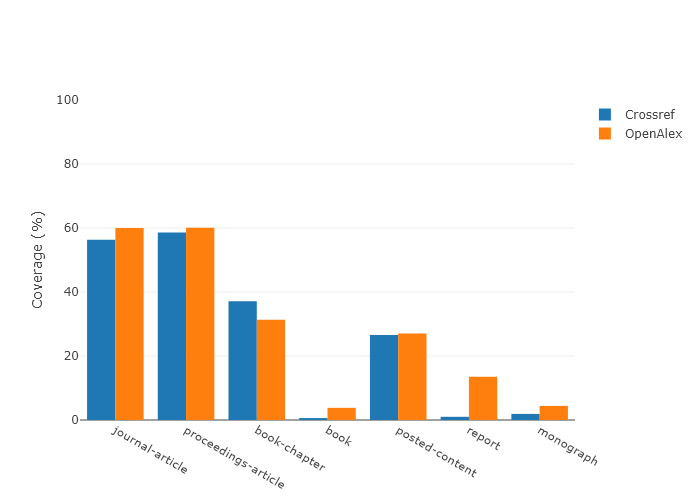 100
80
60
40
20
0
Coverage (%)
journal-article
proceedings-article
book-chapter
book
posted-content
report
monograph
Crossref
OpenAlex